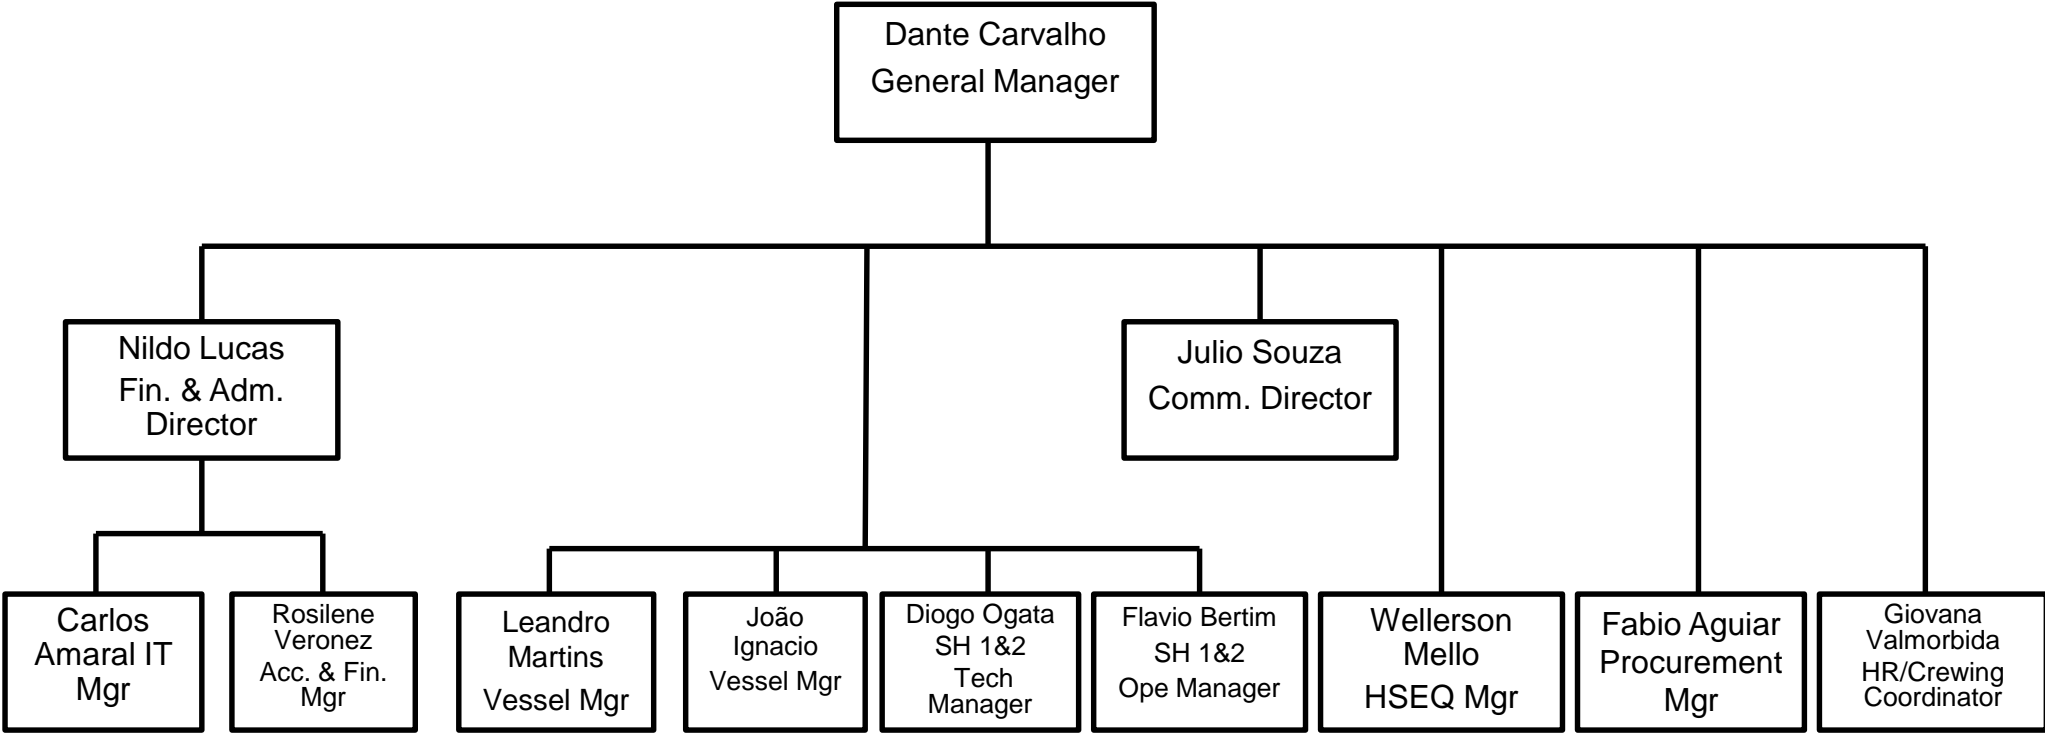 Dante Carvalho
General Manager
Nildo Lucas
Fin. & Adm.
Director
Julio Souza
Comm. Director
Carlos
Amaral IT
Mgr
Rosilene
Veronez
Acc. & Fin.
Mgr
Leandro
Martins
Vessel Mgr
João
Ignacio
Vessel Mgr
Diogo Ogata
SH 1&2
Tech
Manager
Flavio Bertim
SH 1&2
Ope Manager
Wellerson
Mello
HSEQ Mgr
Fabio Aguiar
Procurement
Mgr
Giovana
Valmorbida
HR/Crewing
Coordinator